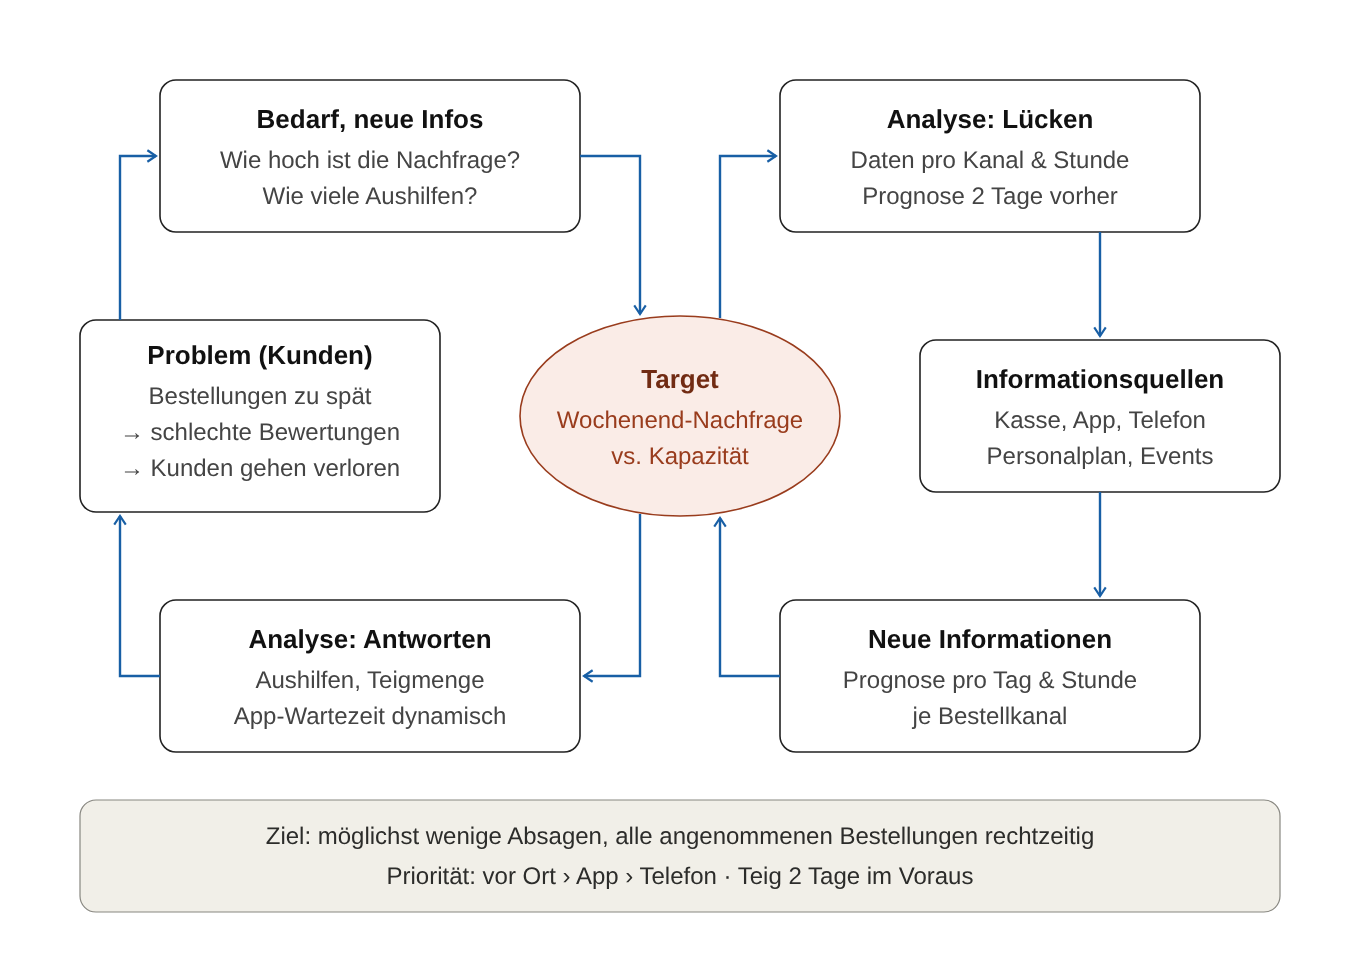 Bedarf, neue Infos
Wie hoch ist die Nachfrage?
Wie viele Aushilfen?
Analyse: Lücken
Daten pro Kanal & Stunde
Prognose 2 Tage vorher
Problem (Kunden)
Bestellungen zu spät
→ schlechte Bewertungen
→ Kunden gehen verloren
Target
Wochenend-Nachfrage
vs. Kapazität
Informationsquellen
Kasse, App, Telefon
Personalplan, Events
Analyse: Antworten
Aushilfen, Teigmenge
App-Wartezeit dynamisch
Neue Informationen
Prognose pro Tag & Stunde
je Bestellkanal
Ziel: möglichst wenige Absagen, alle angenommenen Bestellungen rechtzeitig
Priorität: vor Ort › App › Telefon · Teig 2 Tage im Voraus